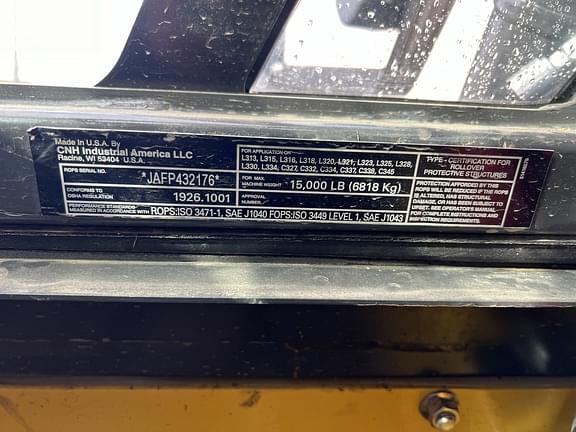 Made in U.S.A. By
CNH Industrial America LLC
Racine, WI 53404 U.S.A.
ROPS SERIAL NO.
*JAFP432176*
CONFORMS TO
OSHA REGULATION
1926.1001
PERFORMANCE STANDARDS
MEASURED IN ACCORDANCE WITH ROPS:ISO 3471-1, SAE J1040 FOPS:ISO 3449 LEVEL 1, SAE J1043
FOR APPLICATION ON
L313, L315, L316, L318, L320, L321, L323, L325, L328,
L330, L334, C327, C332, C334, C337, C338, C345
FOR MAX
MACHINE WEIGHT 15,000 LB (6818 Kg)
APPROVAL
NUMBER
TYPE - CERTIFICATION FOR
ROLLOVER
PROTECTIVE STRUCTURES
PROTECTION AFFORDED BY THIS
ROPS WILL BE REDUCED IF THE ROPS
IS ALTERED, HAS STRUCTURAL
DAMAGE, OR HAS BEEN SUBJECT TO
UPSET. SEE OPERATOR'S MANUAL
FOR COMPLETE INSTRUCTIONS AND
INSPECTION REQUIREMENTS.